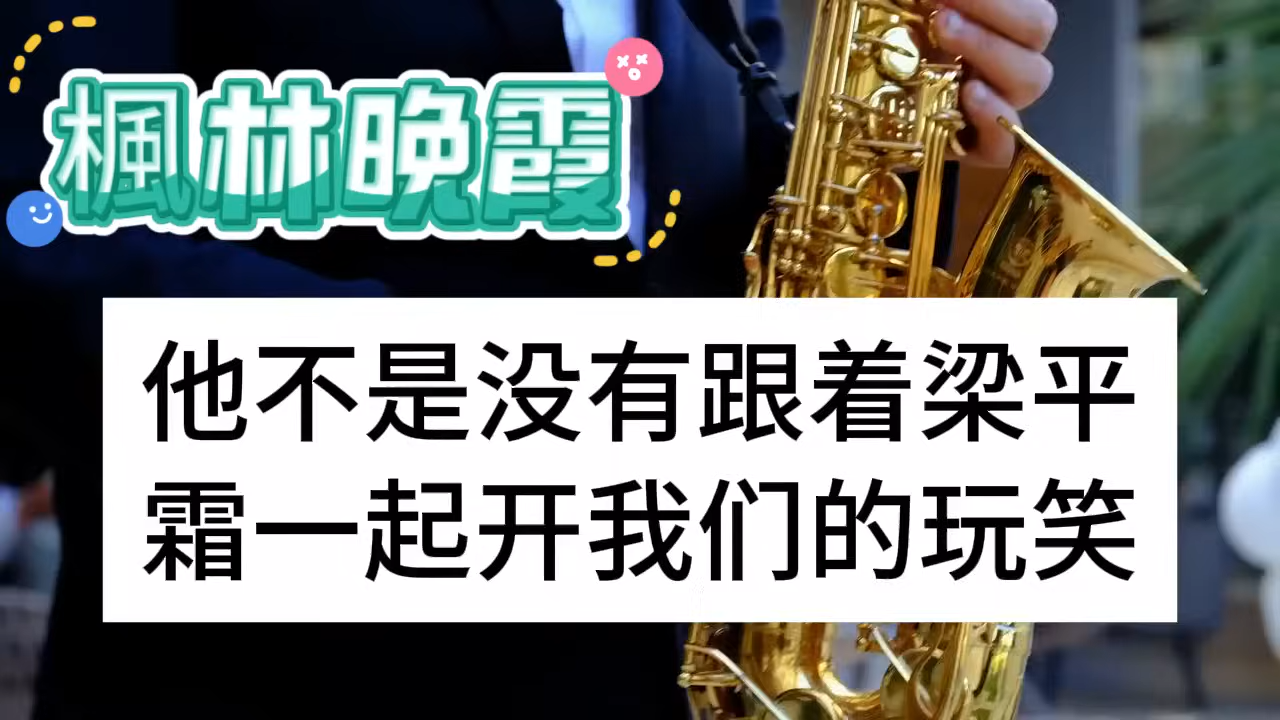 楓林晚霞
他不是没有跟着梁平
霜一起开我们的玩笑